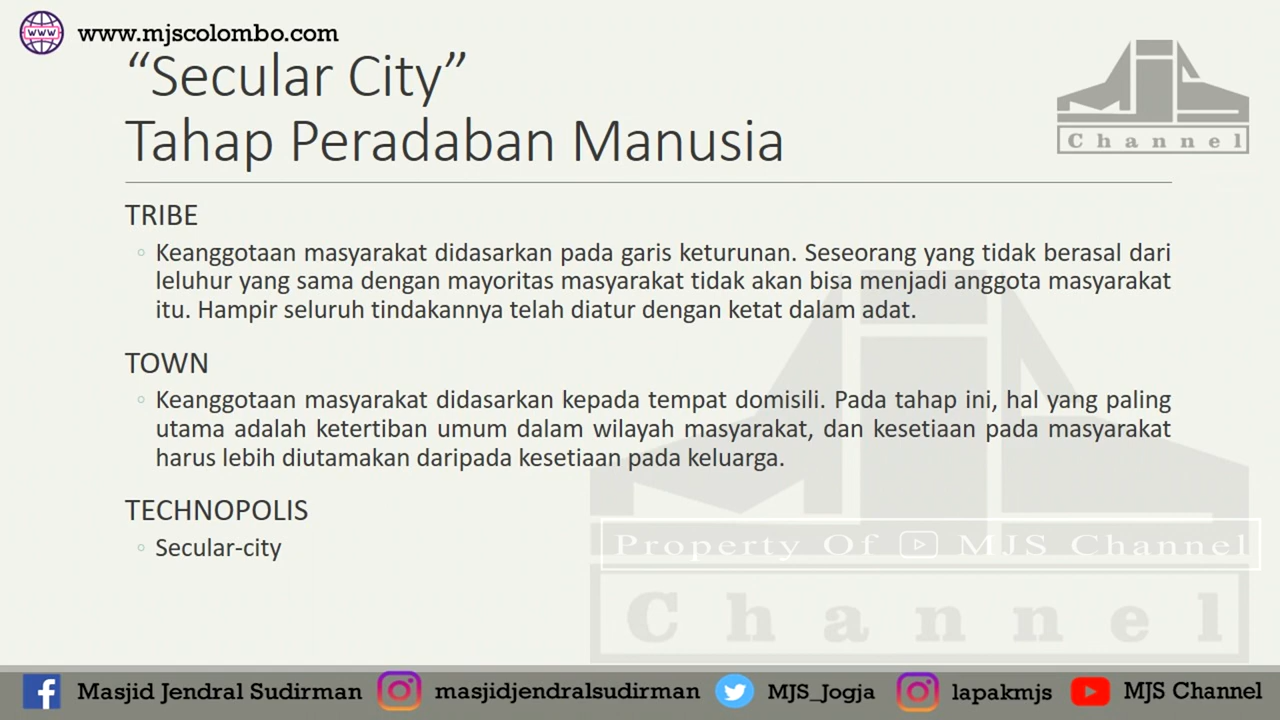 www.mjscolombo.com
“Secular City”
Tahap Peradaban Manusia
Channel
TRIBE
Keanggotaan masyarakat didasarkan pada garis keturunan. Seseorang yang tidak berasal dari
leluhur yang sama dengan mayoritas masyarakat tidak akan bisa menjadi anggota masyarakat
itu. Hampir seluruh tindakannya telah diatur dengan ketat dalam adat.
TOWN
Keanggotaan masyarakat didasarkan kepada tempat domisili. Pada tahap ini, hal yang paling
utama adalah ketertiban umum dalam wilayah masyarakat, dan kesetiaan pada masyarakat
harus lebih diutamakan daripada kesetiaan pada keluarga.
TECHNOPOLIS
Secular-city
Property Of MJS Channel
Channel
Masjid Jendral Sudirman masjidjendralsudirman MJS_Jogja lapakmjs MJS Channel